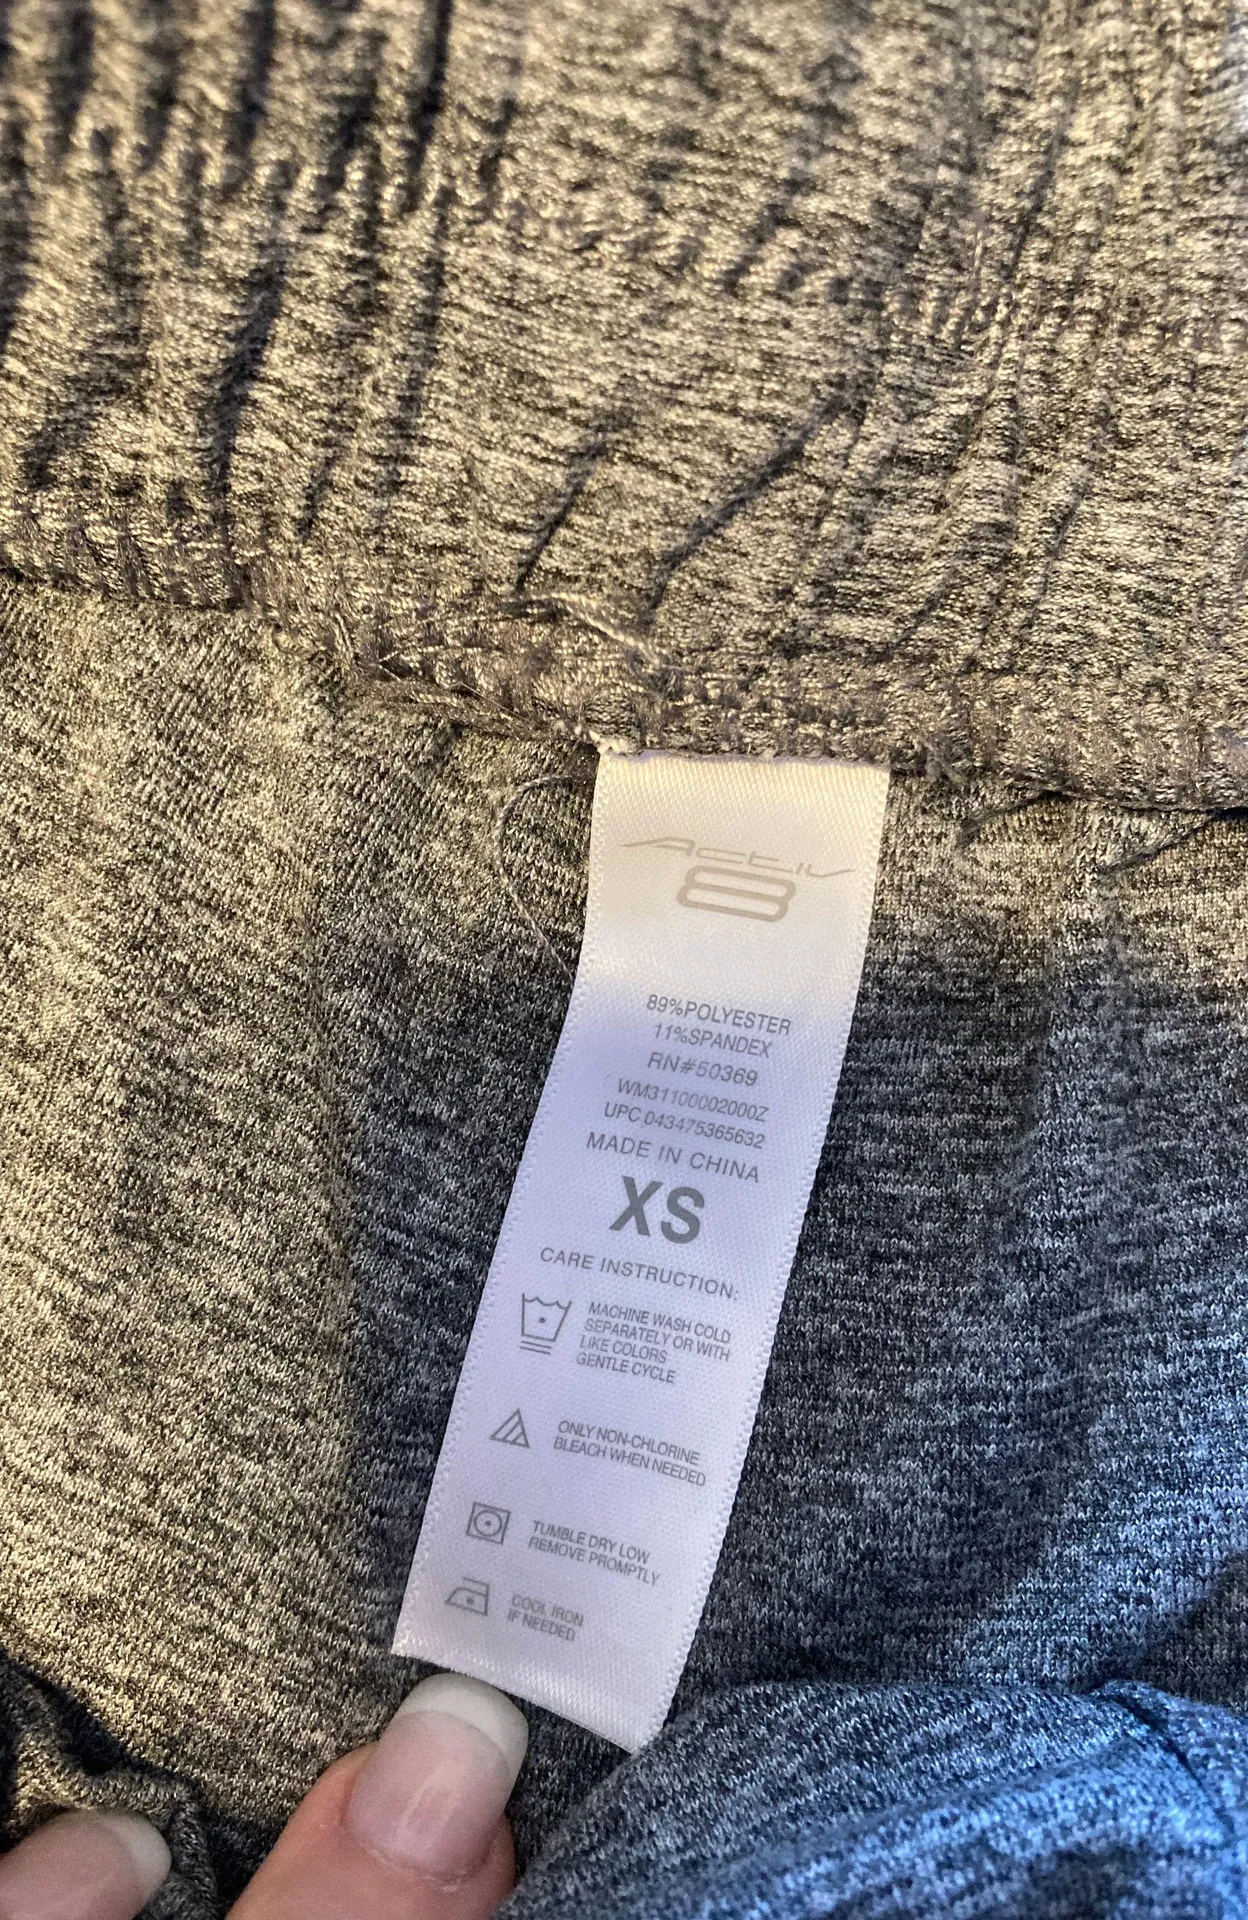 Activ
8
89%POLYESTER
11%SPANDEX
RN#50369
WM31100002000Z
UPC 043475365632
MADE IN CHINA
XS
CARE INSTRUCTION:
MACHINE WASH COLD
SEPARATELY OR WITH
LIKE COLORS
GENTLE CYCLE
ONLY NON-CHLORINE
BLEACH WHEN NEEDED
TUMBLE DRY LOW
REMOVE PROMPTLY
COOL IRON
IF NEEDED